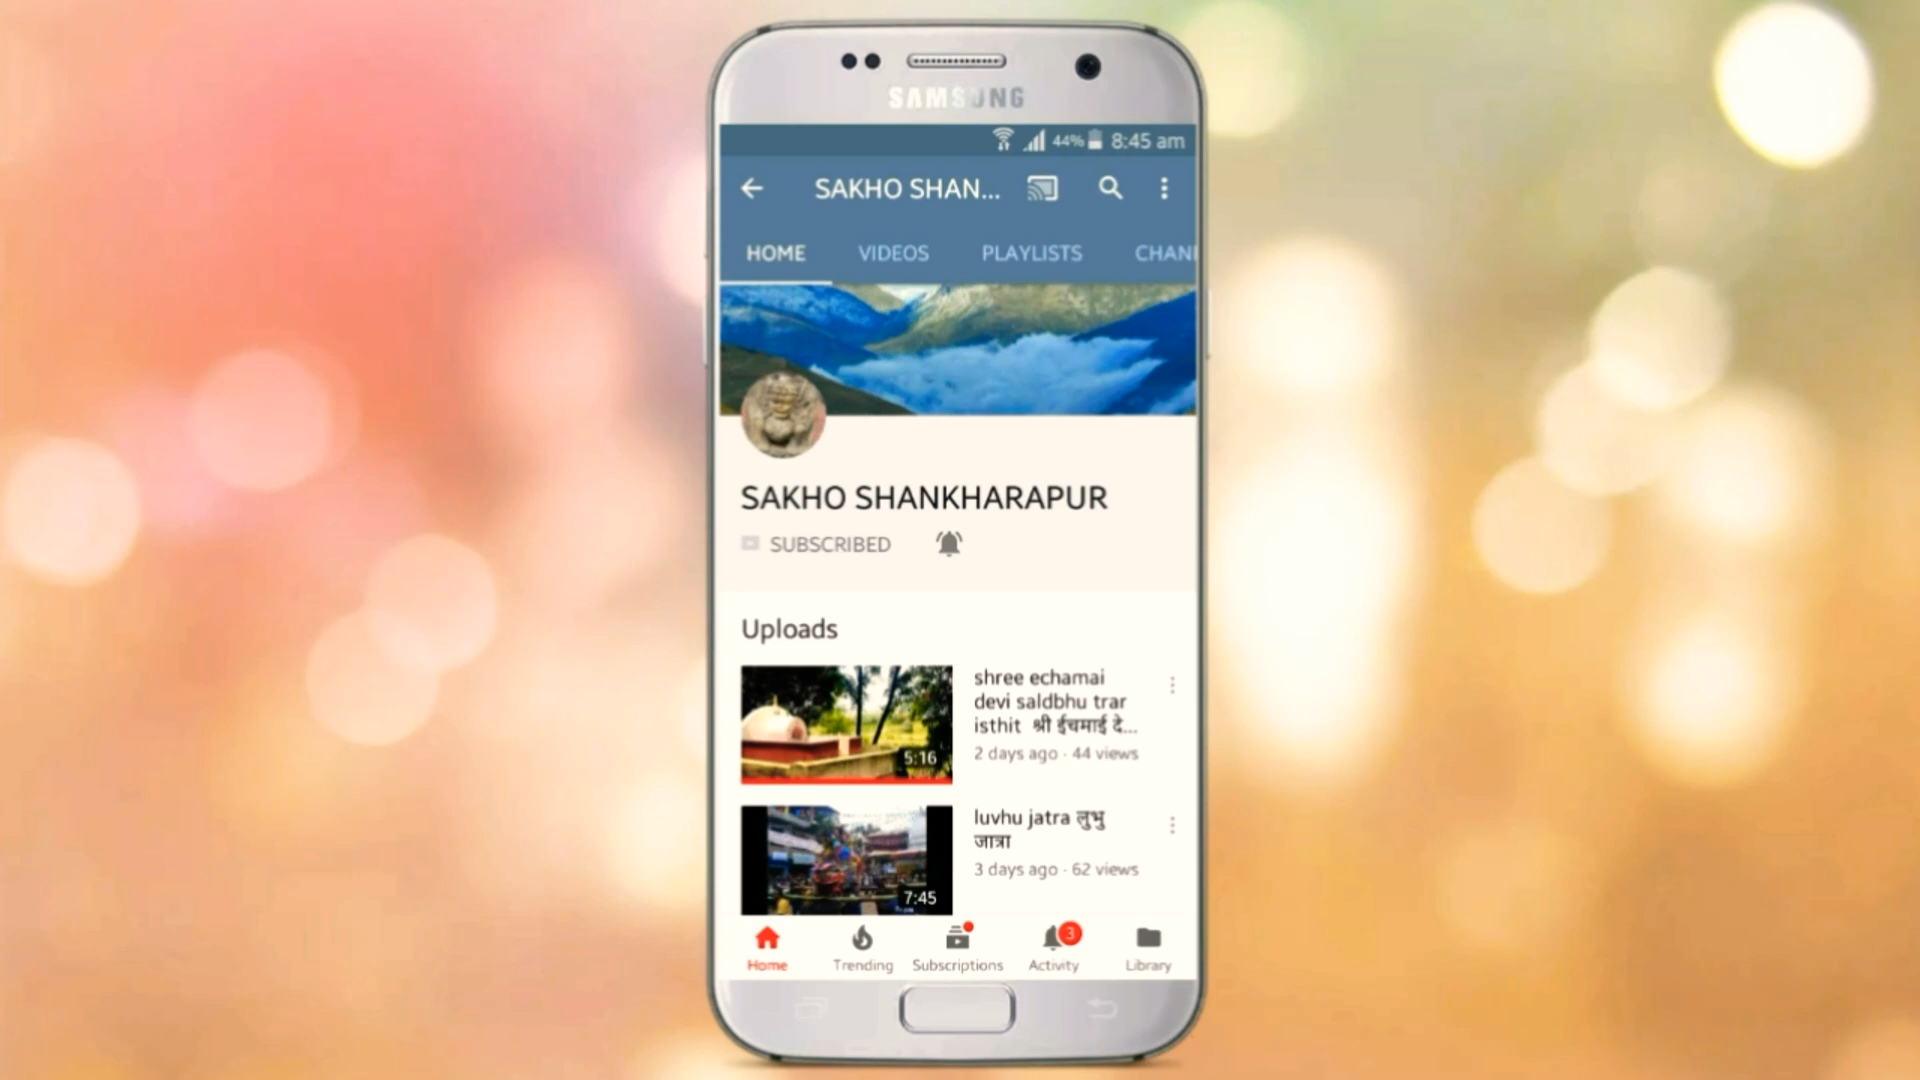 SAMSUNG
44% 8:45 am
SAKHO SHAN...
HOME VIDEOS PLAYLISTS CHAN
SAKHO SHANKHARAPUR
SUBSCRIBED
Uploads
shree echamai
devi saldbhu trar
isthit श्री ईचमाई दे...
2 days ago · 44 views
5:16
luvhu jatra लुभु
जात्रा
3 days ago · 62 views
7:45
3
Home Trending Subscriptions Activity Library